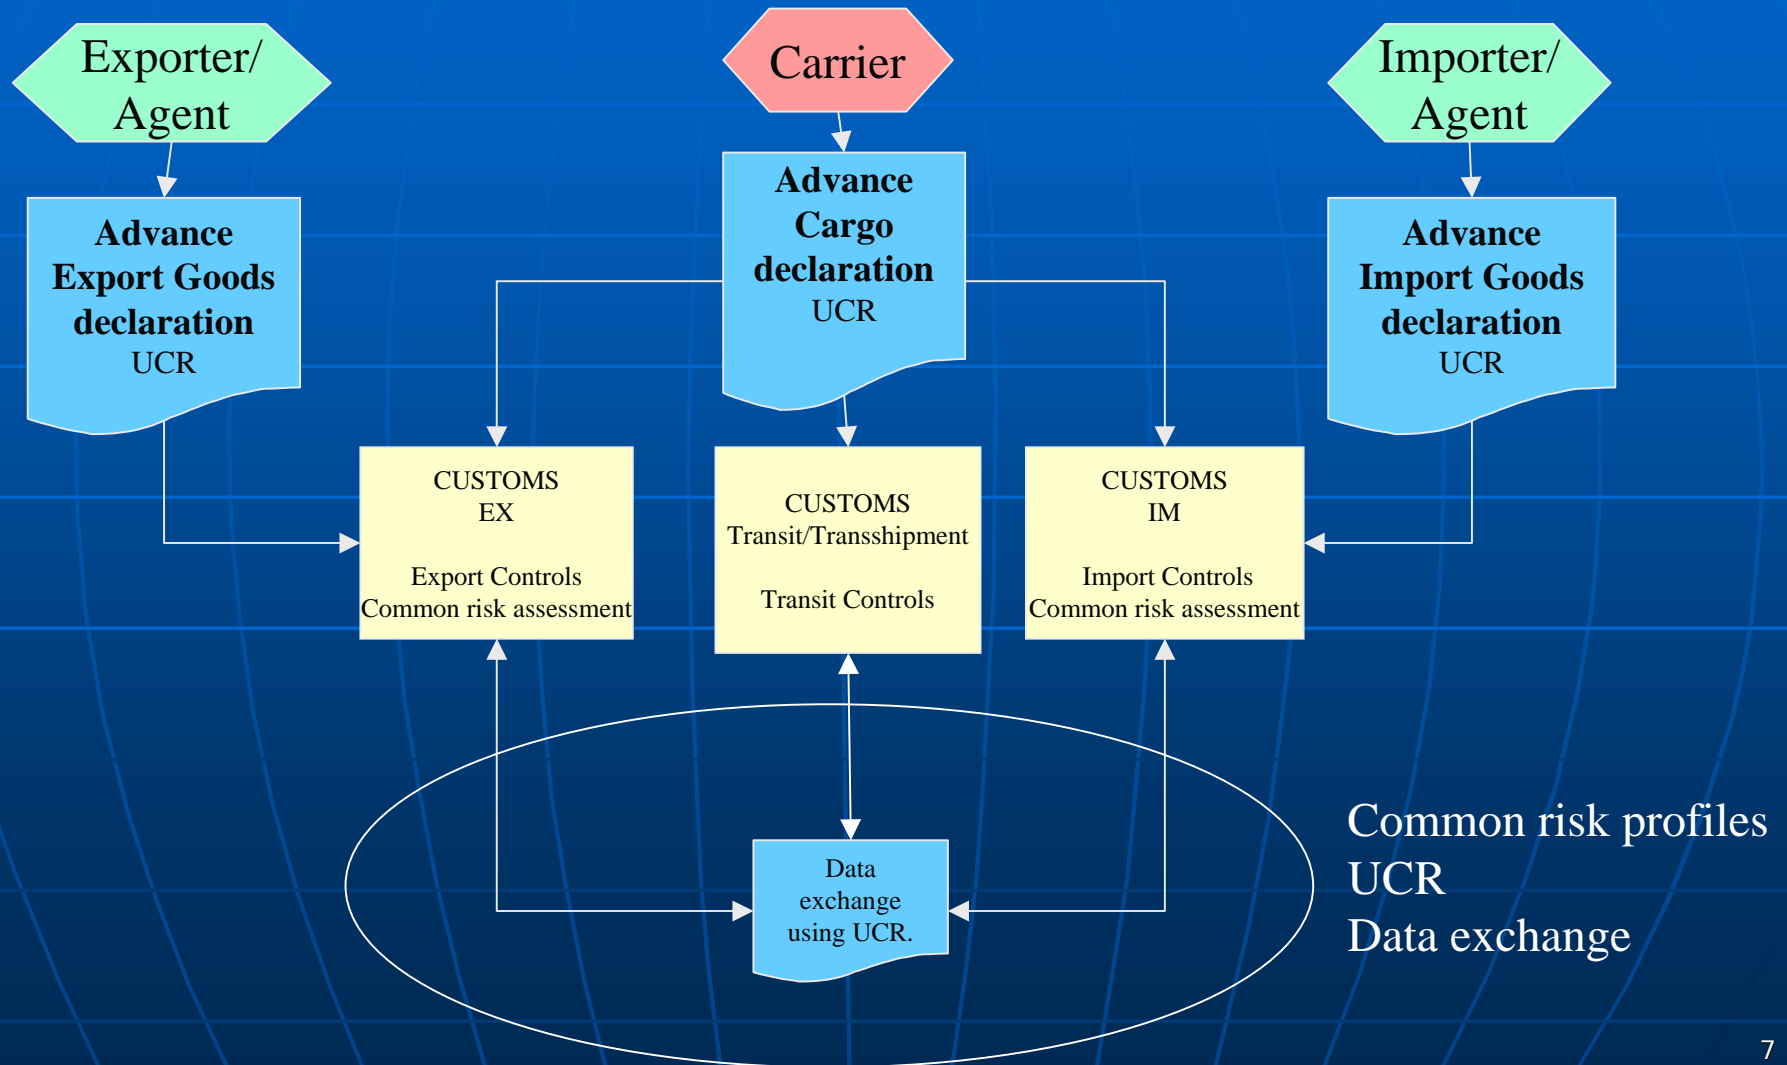 Exporter/
Agent
Carrier
Importer/
Agent
Advance
Export Goods
declaration
UCR
Advance
Cargo
declaration
UCR
Advance
Import Goods
declaration
UCR
CUSTOMS
EX
Export Controls
Common risk assessment
CUSTOMS
Transit/Transshipment
Transit Controls
CUSTOMS
IM
Import Controls
Common risk assessment
Data
exchange
using UCR.
Common risk profiles
UCR
Data exchange
7